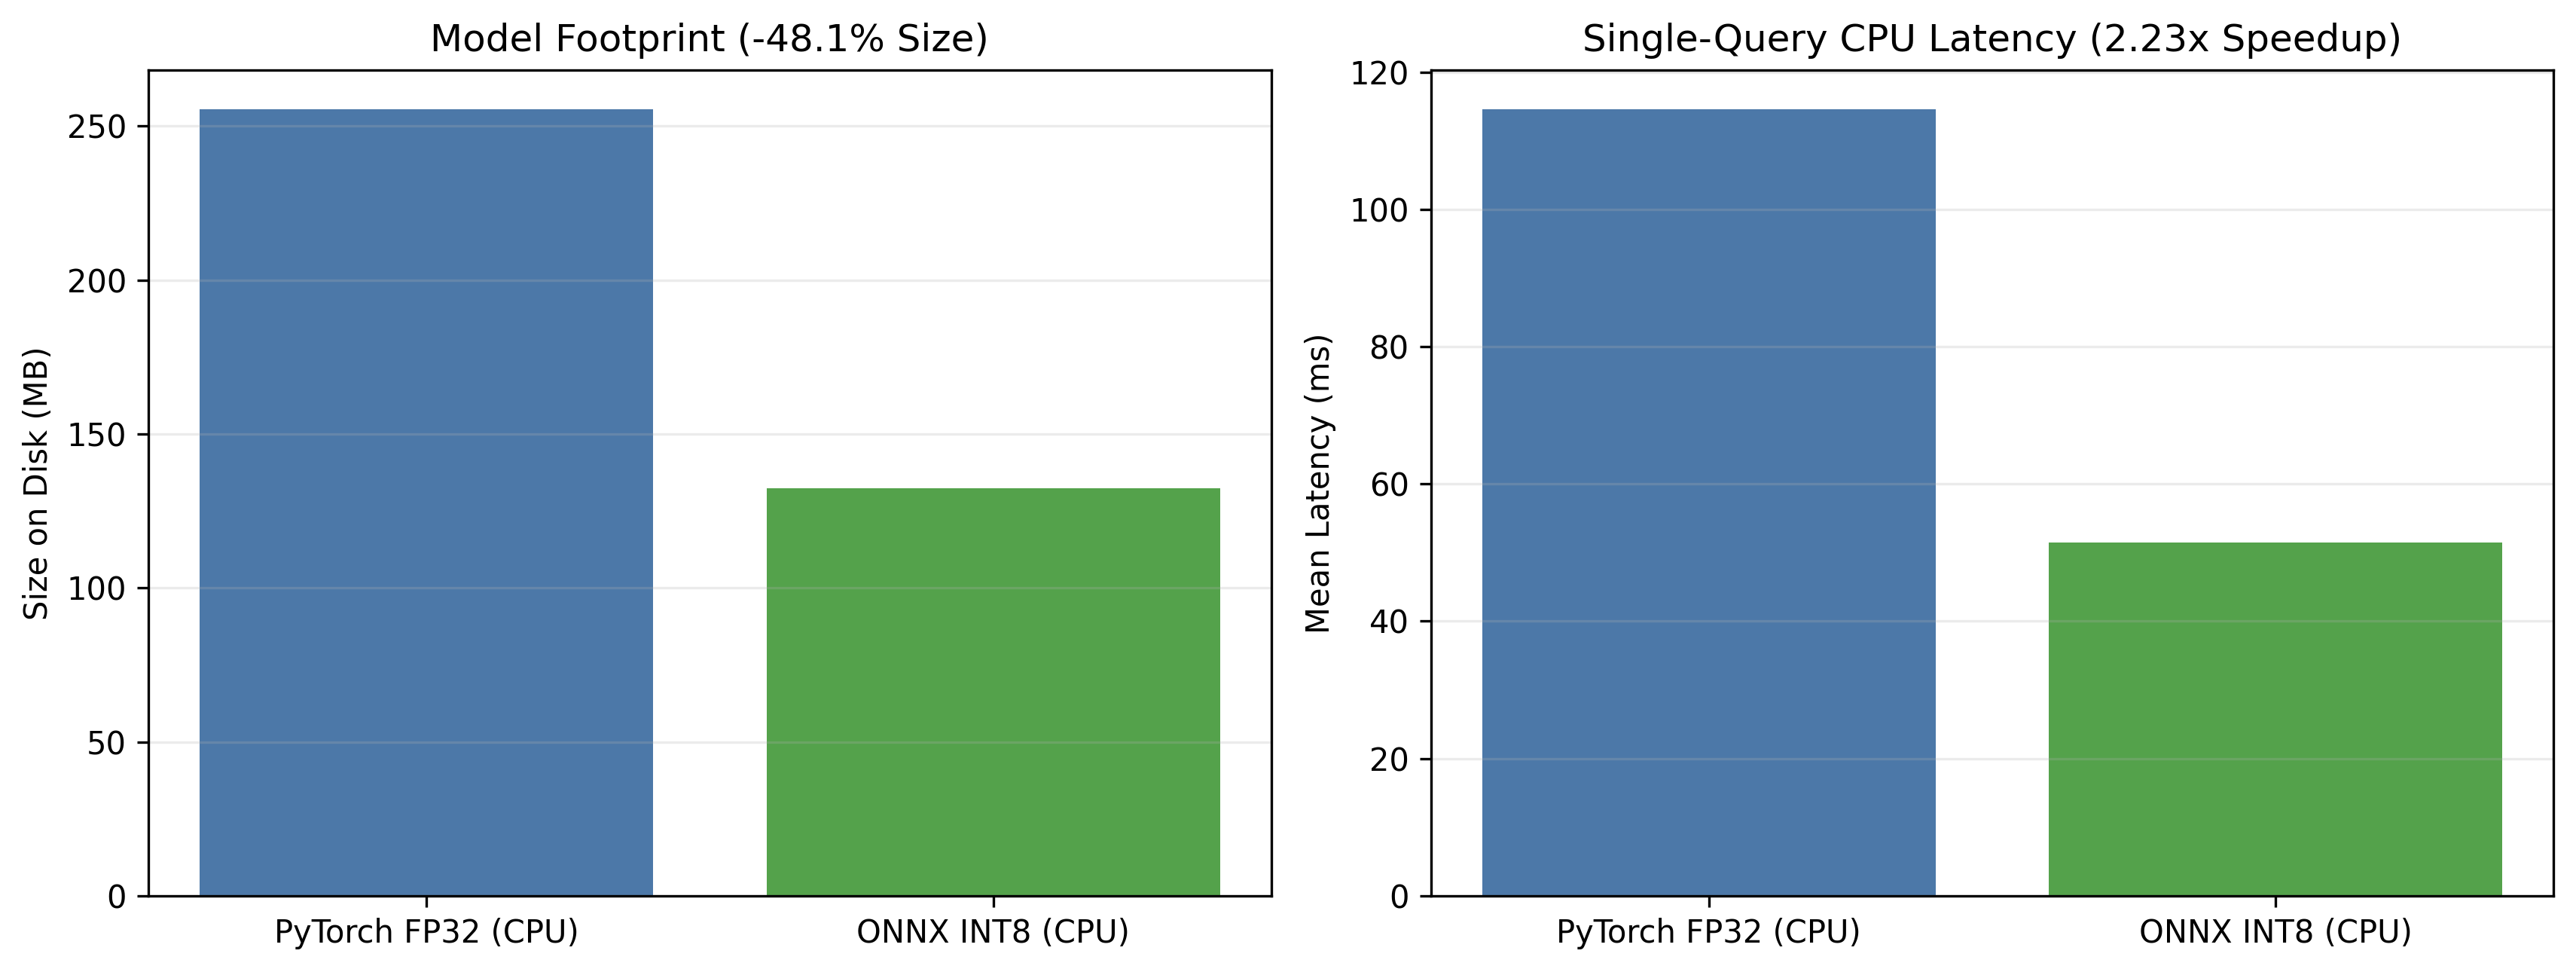 Model Footprint (-48.1% Size)
Size on Disk (MB)
250
200
150
100
50
0
PyTorch FP32 (CPU)
ONNX INT8 (CPU)
Single-Query CPU Latency (2.23x Speedup)
Mean Latency (ms)
120
100
80
60
40
20
0
PyTorch FP32 (CPU)
ONNX INT8 (CPU)